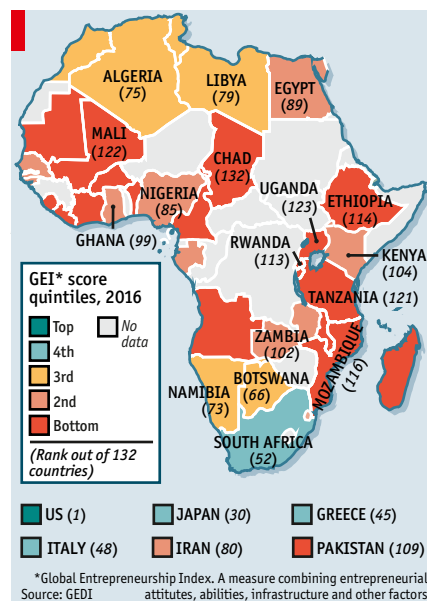 ALGERIA
(75)
LIBYA
(79)
EGYPT
(89)
MALI
(122)
CHAD
(132)
NIGERIA
(85)
UGANDA
(123)
ETHIOPIA
(114)
GHANA (99)
RWANDA
(113)
KENYA
(104)
TANZANIA (121)
ZAMBIA
(102)
MOZAMBIQUE
(116)
NAMIBIA
(73)
BOTSWANA
(66)
SOUTH AFRICA
(52)
GEI* score
quintiles, 2016
Top
4th
3rd
2nd
Bottom
No
data
(Rank out of 132
countries)
US (1)
JAPAN (30)
GREECE (45)
ITALY (48)
IRAN (80)
PAKISTAN (109)
*Global Entrepreneurship Index. A measure combining entrepreneurial
Source: GEDI attitutes, abilities, infrastructure and other factors